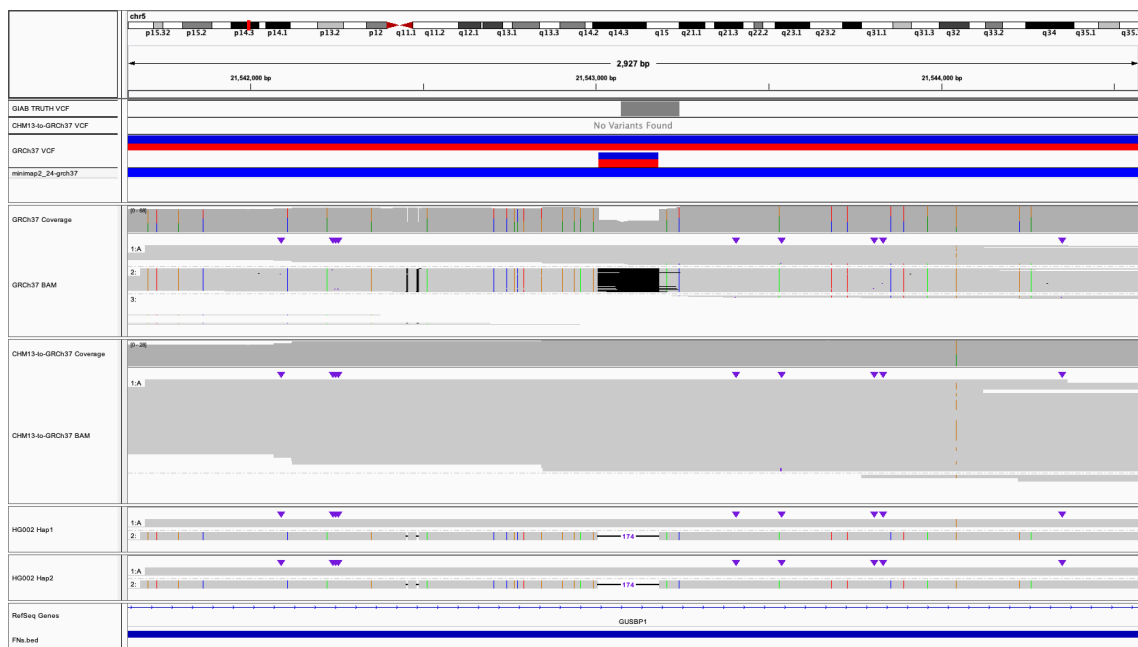 chr5
p15.32 p15.2 p14.3 p14.1 p13.2 p12 q11.1 q11.2 q12.1 q13.1 q13.3 q14.2 q14.3 q15 q21.1 q21.3 q22.2 q23.1 q23.2 q31.1 q31.3 q32 q33.2 q34 q35.1 q35.
2,927 bp
21,542,000 bp 21,543,000 bp 21,544,000 bp
GIAB TRUTH VCF
CHM13-to-GRCh37 VCF No Variants Found
GRCh37 VCF
minimap2_24-grch37
GRCh37 Coverage
1:A
2:
GRCh37 BAM
3:
CHM13-to-GRCh37 Coverage
1:A
CHM13-to-GRCh37 BAM
HG002 Hap1
1:A
2: 174
HG002 Hap2
1:A
2: 174
RefSeq Genes
GUSBP1
FNs.bed